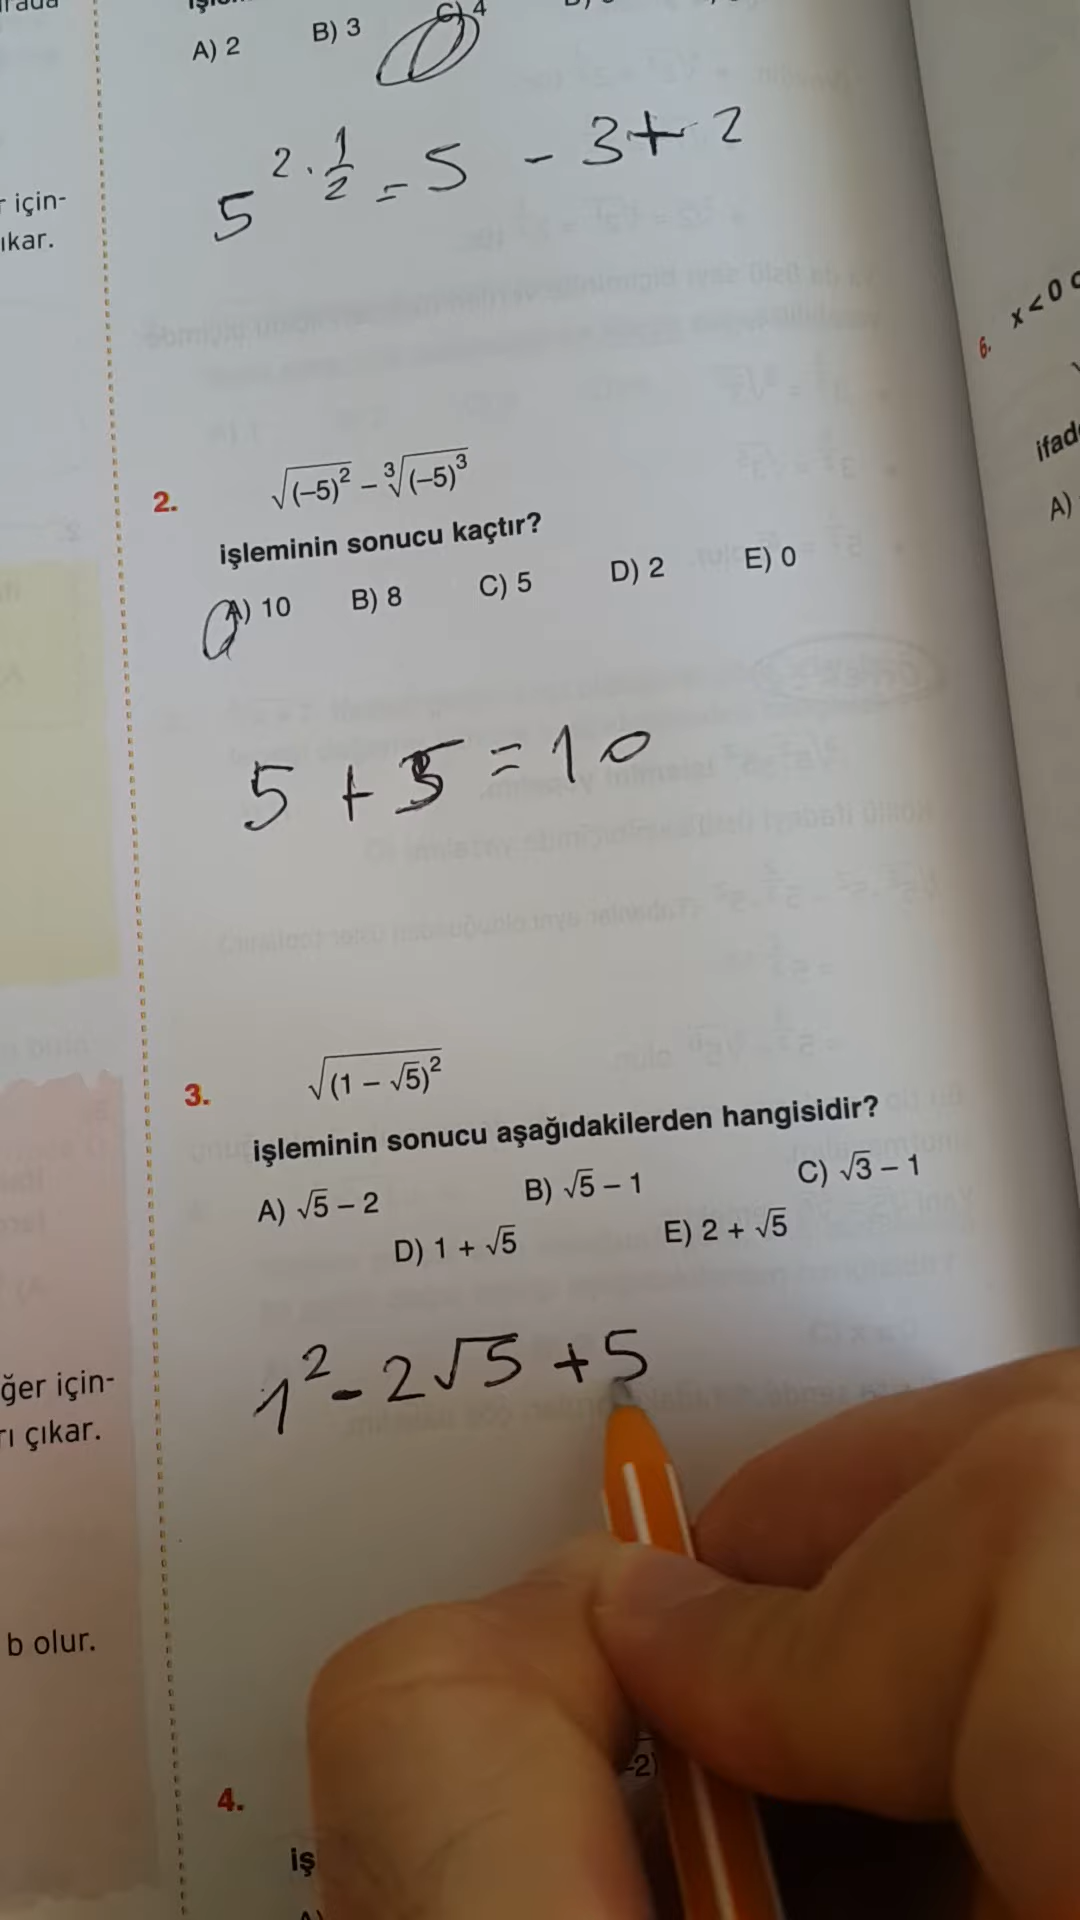 A) 2 B) 3 C) 4
5^{2·\frac{1}{2}} = 5 - 3 + 2
için-
ıkar.
6. x<0
2. √(–5)² – ³√(–5)³
işleminin sonucu kaçtır?
A) 10 B) 8 C) 5 D) 2 E) 0
A)
5 + 5 = 10
3. √(1 – √5)²
işleminin sonucu aşağıdakilerden hangisidir?
A) √5 – 2 B) √5 – 1 C) √3 – 1
D) 1 + √5 E) 2 + √5
1² - 2√5 + 5
ğer için-
çıkar.
b olur.
4.